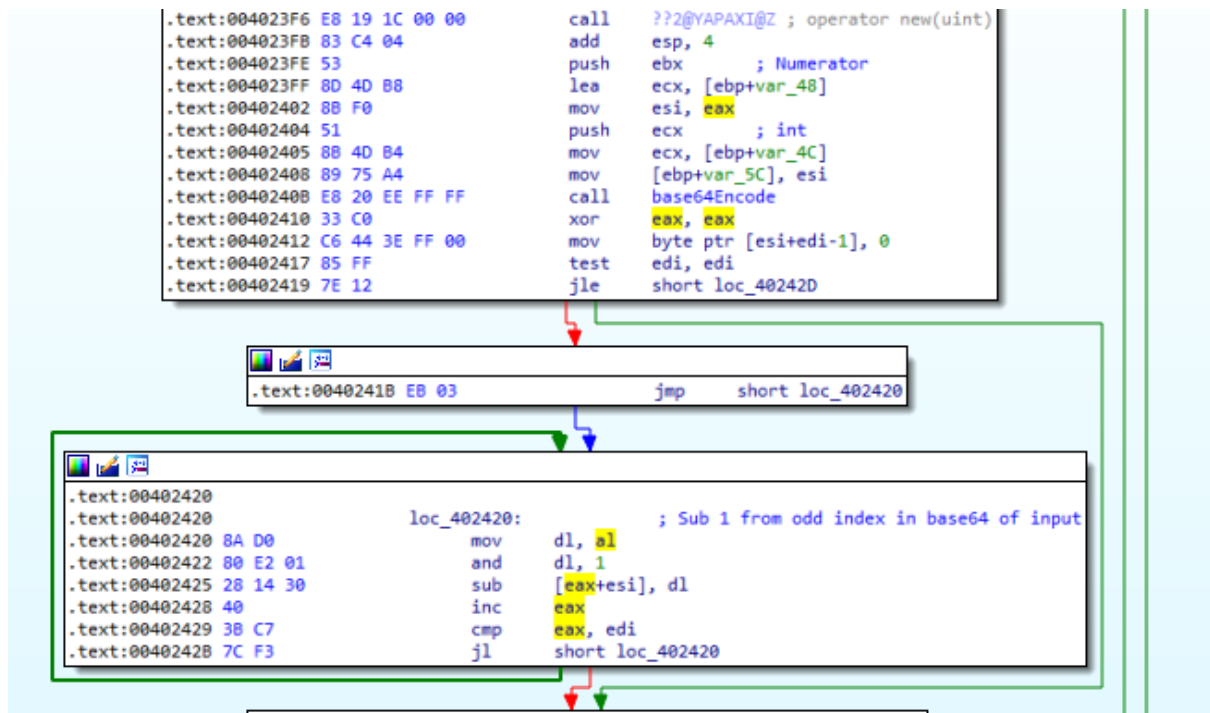 .text:004023F6 E8 19 1C 00 00 call ??2@YAPAXI@Z ; operator new(uint)
.text:004023FB 83 C4 04 add esp, 4
.text:004023FE 53 push ebx ; Numerator
.text:004023FF 8D 4D B8 lea ecx, [ebp+var_48]
.text:00402402 8B F0 mov esi, eax
.text:00402404 51 push ecx ; int
.text:00402405 8B 4D B4 mov ecx, [ebp+var_4C]
.text:00402408 89 75 A4 mov [ebp+var_5C], esi
.text:0040240B E8 20 EE FF FF call base64Encode
.text:00402410 33 C0 xor eax, eax
.text:00402412 C6 44 3E FF 00 mov byte ptr [esi+edi-1], 0
.text:00402417 85 FF test edi, edi
.text:00402419 7E 12 jle short loc_40242D
.text:0040241B EB 03 jmp short loc_402420
.text:00402420
.text:00402420 loc_402420: ; Sub 1 from odd index in base64 of input
.text:00402420 8A D0 mov dl, al
.text:00402422 80 E2 01 and dl, 1
.text:00402425 28 14 30 sub [eax+esi], dl
.text:00402428 40 inc eax
.text:00402429 3B C7 cmp eax, edi
.text:0040242B 7C F3 jl short loc_402420